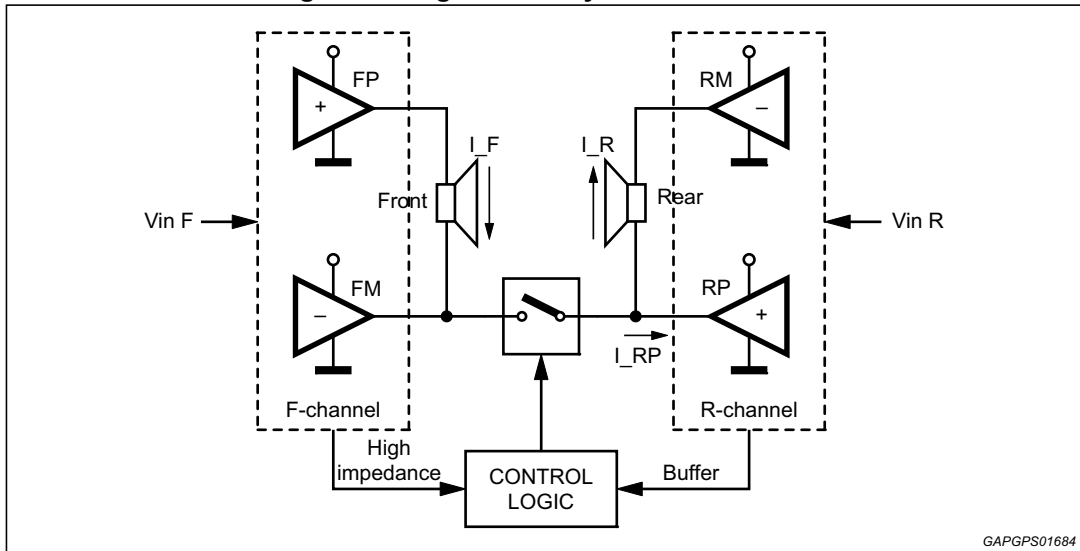 FP
RM
+
–
I_F
I_R
Front
Rear
Vin F
Vin R
FM
RP
–
+
I_RP
F-channel
R-channel
High
impedance
CONTROL
LOGIC
Buffer
GAPGPS01684